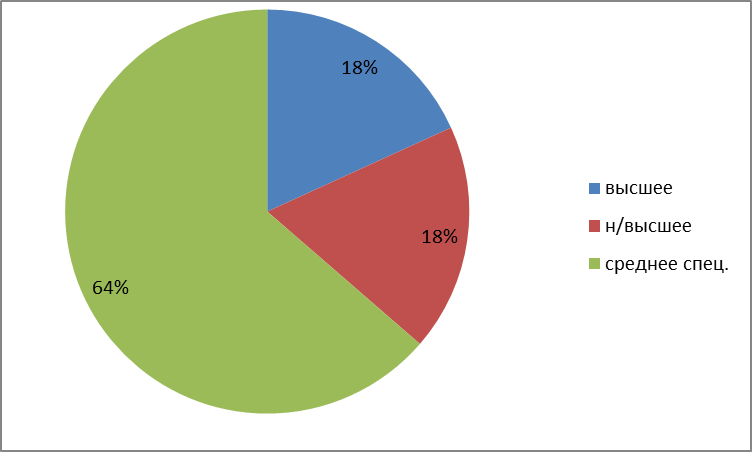 18%
18%
64%
высшее
н/высшее
среднее спец.